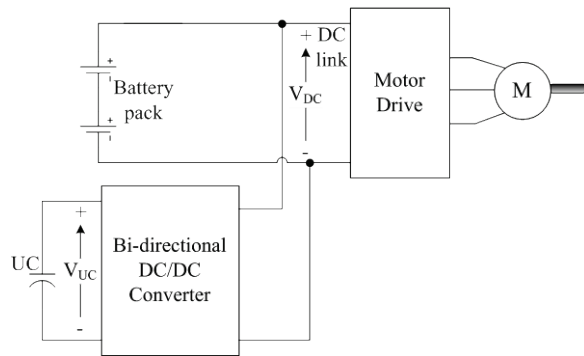 + DC
link
Motor
Drive
M
+
-
Battery
pack
+
-
V_DC
-
UC
+
V_UC
-
Bi-directional
DC/DC
Converter